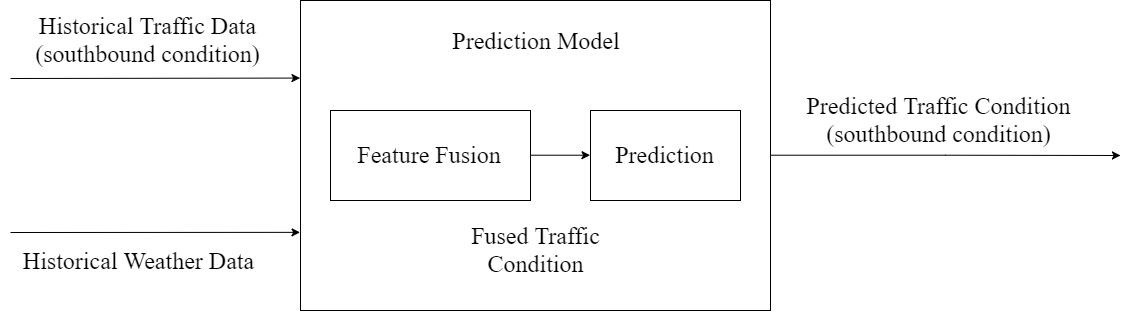 Historical Traffic Data
(southbound condition)
Prediction Model
Predicted Traffic Condition
(southbound condition)
Feature Fusion
Prediction
Fused Traffic
Condition
Historical Weather Data